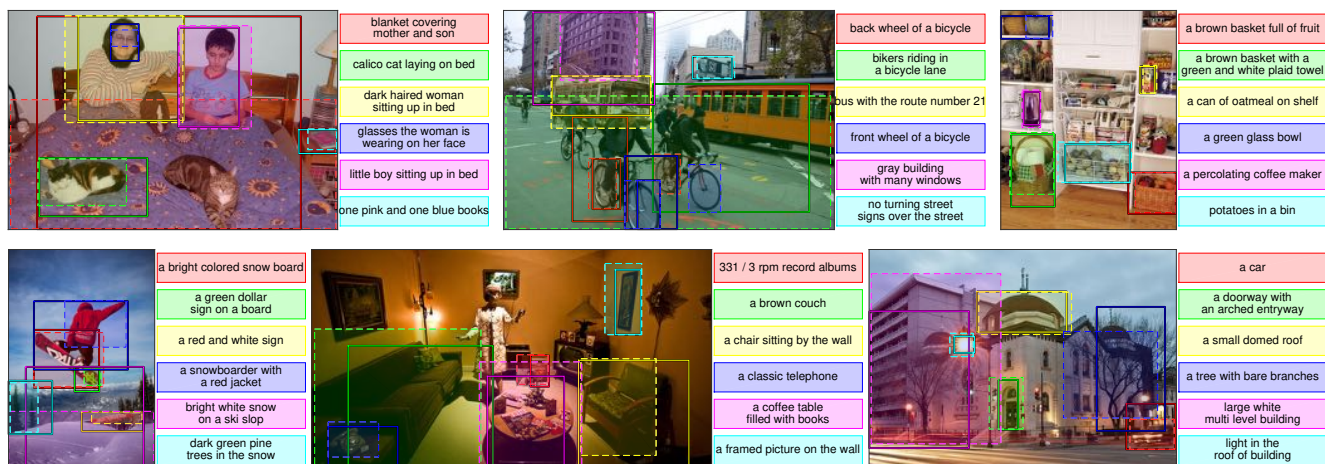 blanket covering
mother and son
calico cat laying on bed
dark haired woman
sitting up in bed
glasses the woman is
wearing on her face
little boy sitting up in bed
one pink and one blue books
back wheel of a bicycle
bikers riding in
a bicycle lane
bus with the route number 21
front wheel of a bicycle
gray building
with many windows
no turning street
signs over the street
a brown basket full of fruit
a brown basket with a
green and white plaid towel
a can of oatmeal on shelf
a green glass bowl
a percolating coffee maker
potatoes in a bin
a bright colored snow board
a green dollar
sign on a board
a red and white sign
a snowboarder with
a red jacket
bright white snow
on a ski slop
dark green pine
trees in the snow
331 / 3 rpm record albums
a brown couch
a chair sitting by the wall
a classic telephone
a coffee table
filled with books
a framed picture on the wall
a car
a doorway with
an arched entryway
a small domed roof
a tree with bare branches
large white
multi level building
light in the
roof of building